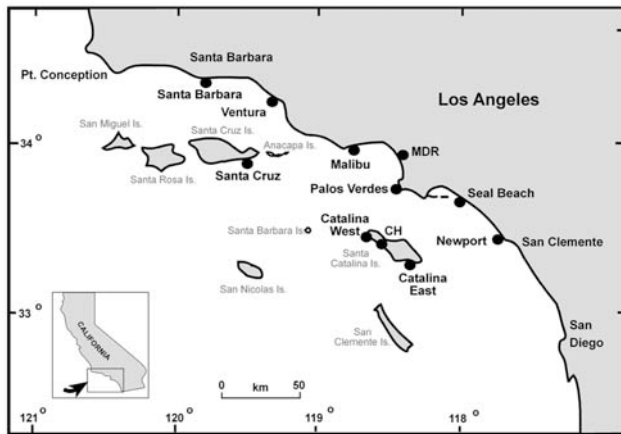 Santa Barbara
Pt. Conception
Santa Barbara
Ventura
Los Angeles
San Miguel Is.
Santa Cruz Is.
Anacapa Is.
34 o
Malibu
MDR
Santa Rosa Is.
Santa Cruz
Palos Verdes
Seal Beach
Catalina
West
CH
Santa Barbara Is.
Newport
San Clemente
Santa
Catalina Is.
San Nicolas Is.
Catalina
East
33 o
San
Clemente Is.
San
Diego
CALIFORNIA
0 50
km
121 o
120 o
119 o
118 o